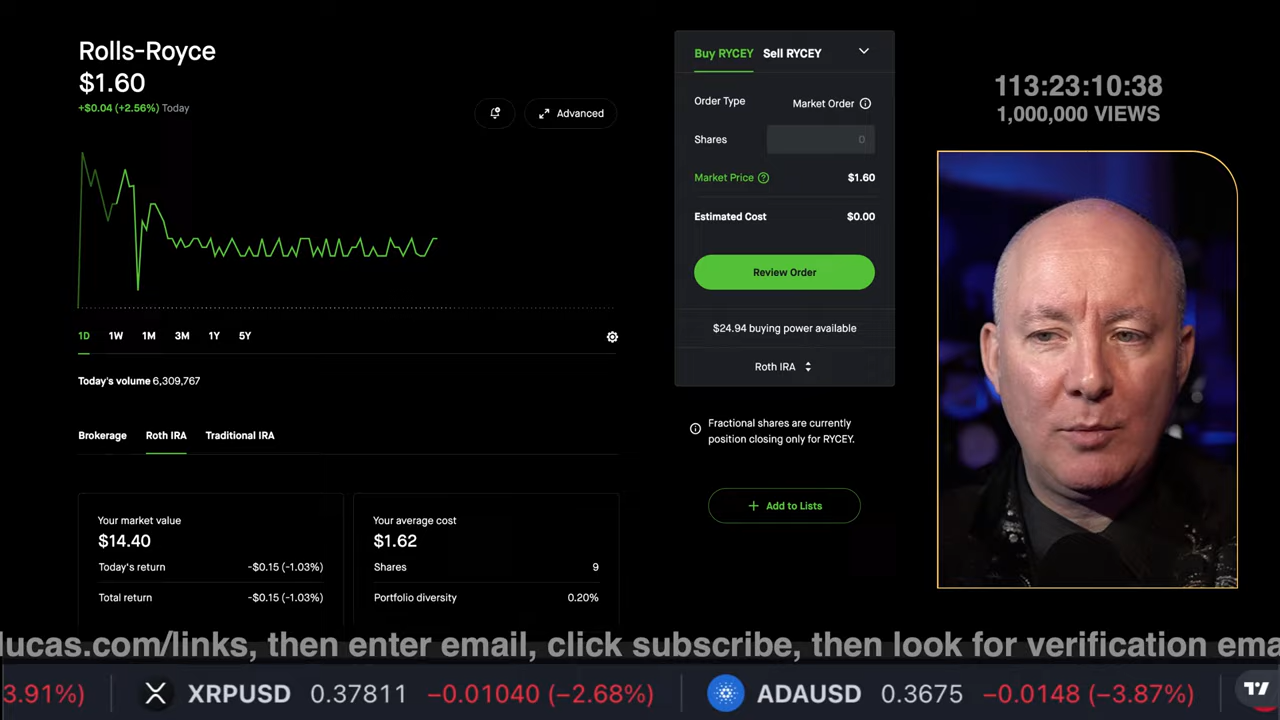 Rolls-Royce
$1.60
+$0.04 (+2.56%) Today
Advanced
1D 1W 1M 3M 1Y 5Y
Today's volume 6,309,767
Brokerage Roth IRA Traditional IRA
Your market value
$14.40
Today's return -$0.15 (-1.03%)
Total return -$0.15 (-1.03%)
Your average cost
$1.62
Shares 9
Portfolio diversity 0.20%
Buy RYCEY Sell RYCEY
Order Type Market Order
Shares 0
Market Price $1.60
Estimated Cost $0.00
Review Order
$24.94 buying power available
Roth IRA
Fractional shares are currently
position closing only for RYCEY.
+ Add to Lists
113:23:10:38
1,000,000 VIEWS
lucas.com/links, then enter email, click subscribe, then look for verification ema
3.91%) XRPUSD 0.37811 −0.01040 (−2.68%) ADAUSD 0.3675 −0.0148 (−3.87%)